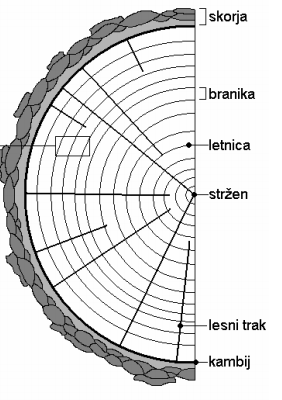 skorja
branika
letnica
stržen
lesni trak
kambij